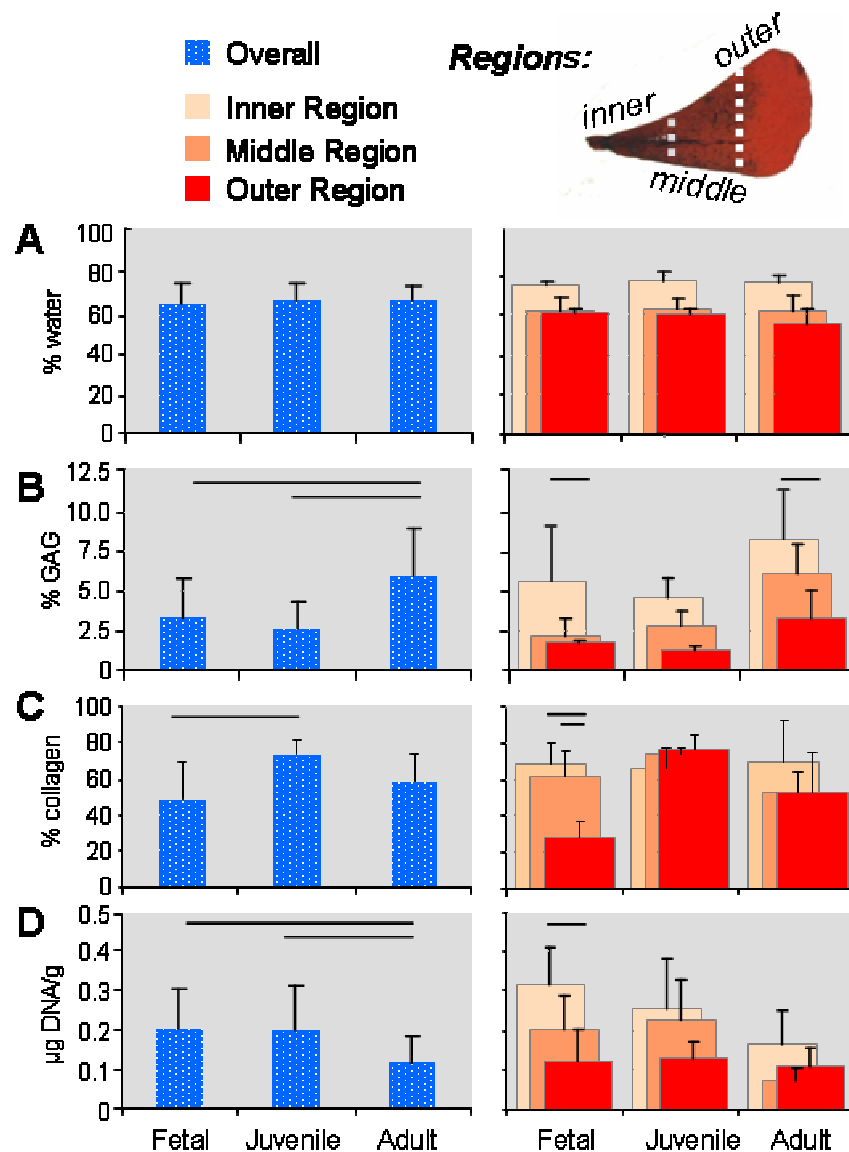 Overall
Inner Region
Middle Region
Outer Region
Regions:
inner
outer
middle
A
% water
100
80
60
40
20
0
B
% GAG
12.5
10.0
7.5
5.0
2.5
0
C
% collagen
100
80
60
40
20
0
D
µg DNA/g
0.5
0.4
0.3
0.2
0.1
0
Fetal
Juvenile
Adult
Fetal
Juvenile
Adult